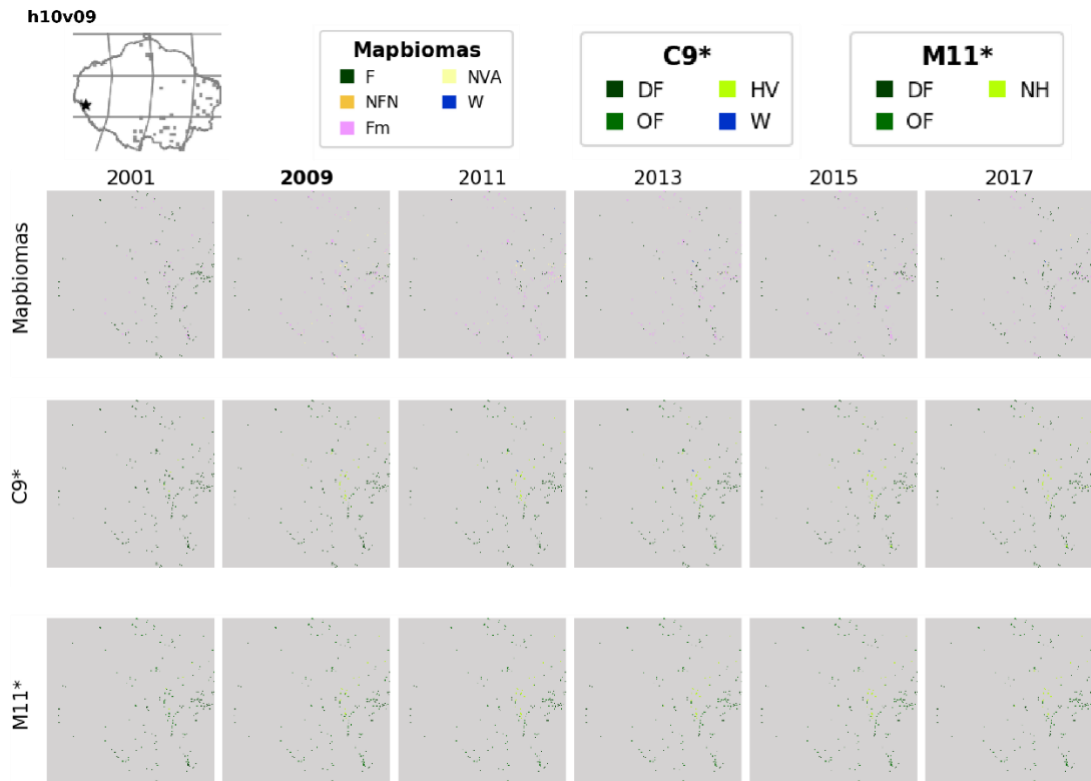 h10v09
Mapbiomas
F NVA
NFN W
Fm
C9*
DF HV
OF W
M11*
DF NH
OF
2001 2009 2011 2013 2015 2017
Mapbiomas
C9*
M11*